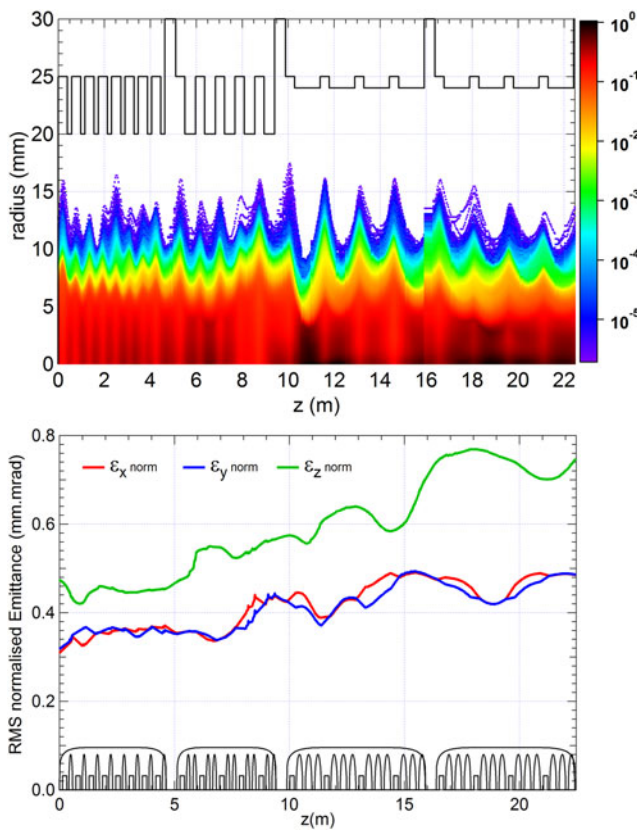 30
25
20
15
10
5
0
radius (mm)
0 2 4 6 8 10 12 14 16 18 20 22
z (m)
10⁰
10⁻¹
10⁻²
10⁻³
10⁻⁴
10⁻⁵
0.8
0.6
0.4
0.2
0.0
RMS normalised Emittance (mm.mrad)
εx norm εy norm εz norm
0 5 10 15 20
z(m)